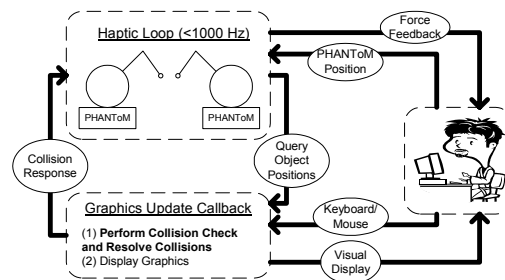 Haptic Loop (<1000 Hz)
PHANToM
PHANToM
Force
Feedback
PHANToM
Position
Collision
Response
Query
Object
Positions
Graphics Update Callback
(1) Perform Collision Check
and Resolve Collisions
(2) Display Graphics
Keyboard/
Mouse
Visual
Display